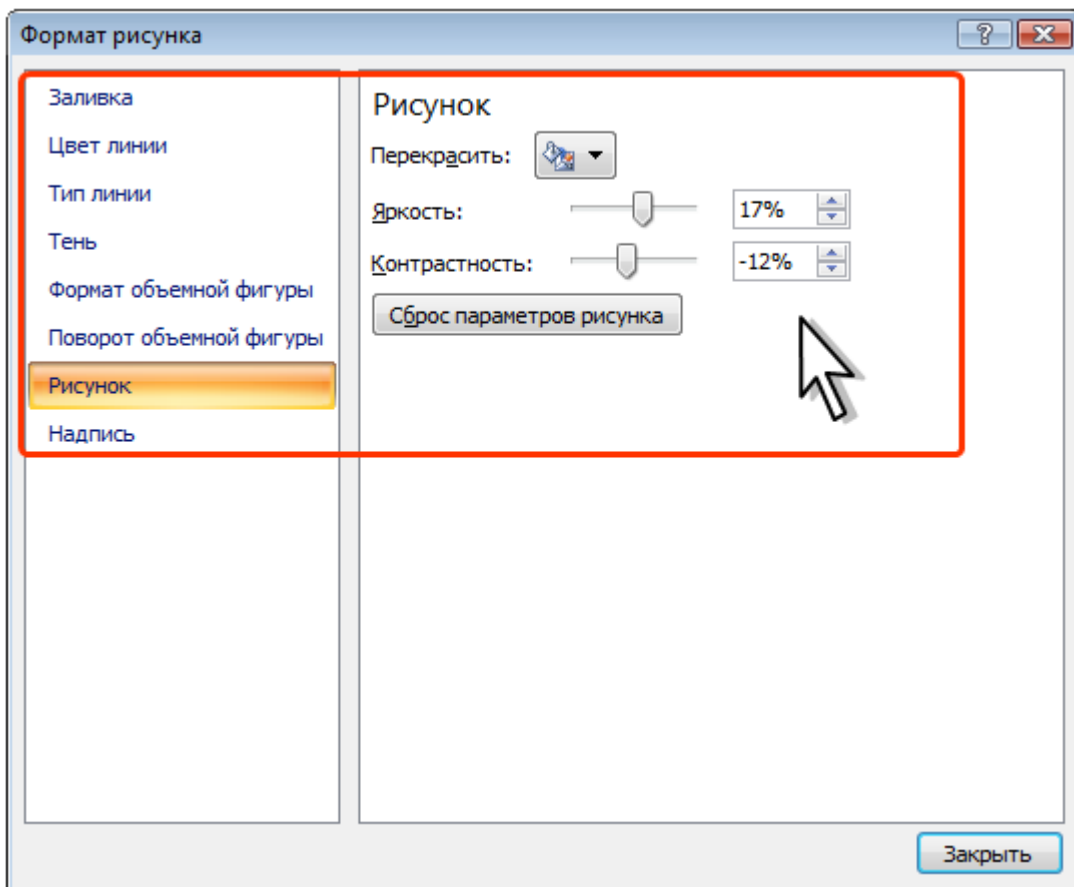 Формат рисунка
Заливка
Цвет линии
Тип линии
Тень
Формат объемной фигуры
Поворот объемной фигуры
Рисунок
Надпись
Рисунок
Перекрасить:
Яркость: 17%
Контрастность: -12%
Сброс параметров рисунка
Закрыть